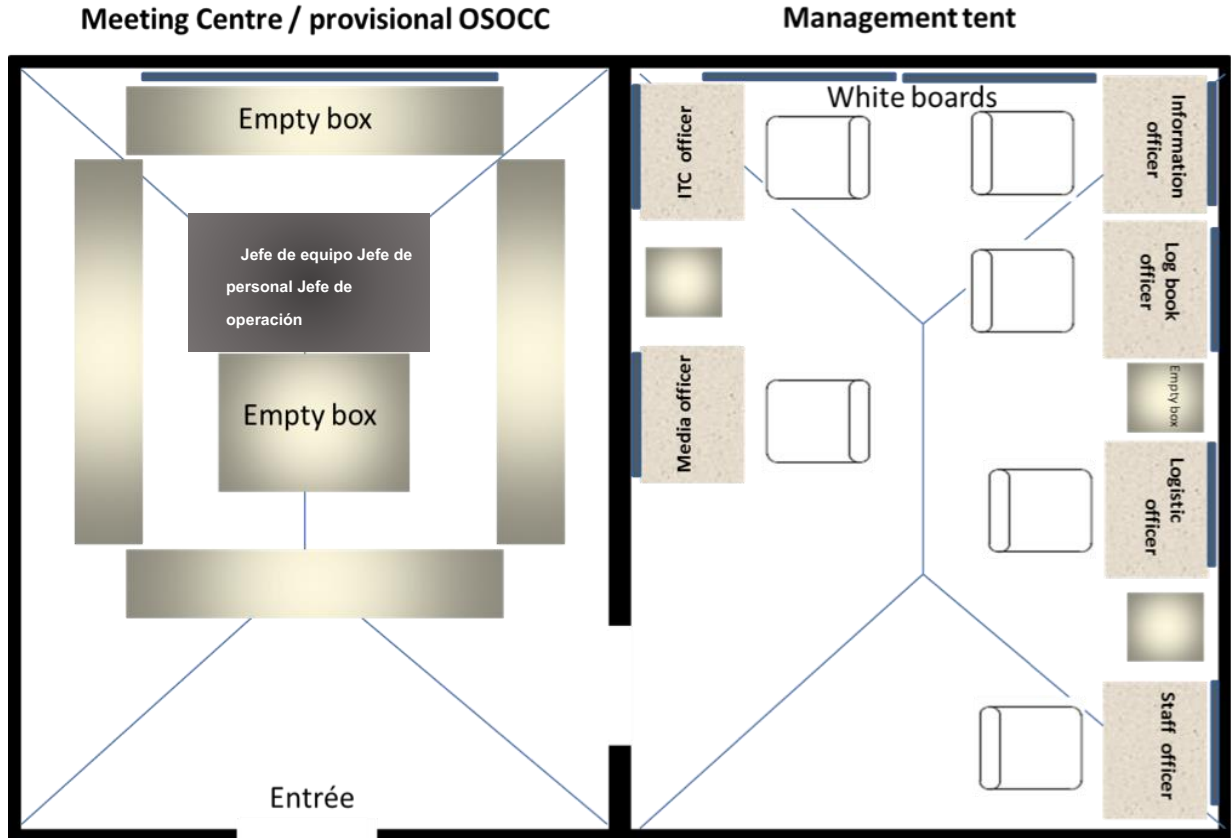 Meeting Centre / provisional OSOCC
Management tent
Empty box
Jefe de equipo Jefe de
personal Jefe de
operación
Empty box
Entrée
White boards
ITC officer
Media officer
Information
officer
Log book
officer
Empty box
Logistic
officer
Staff officer